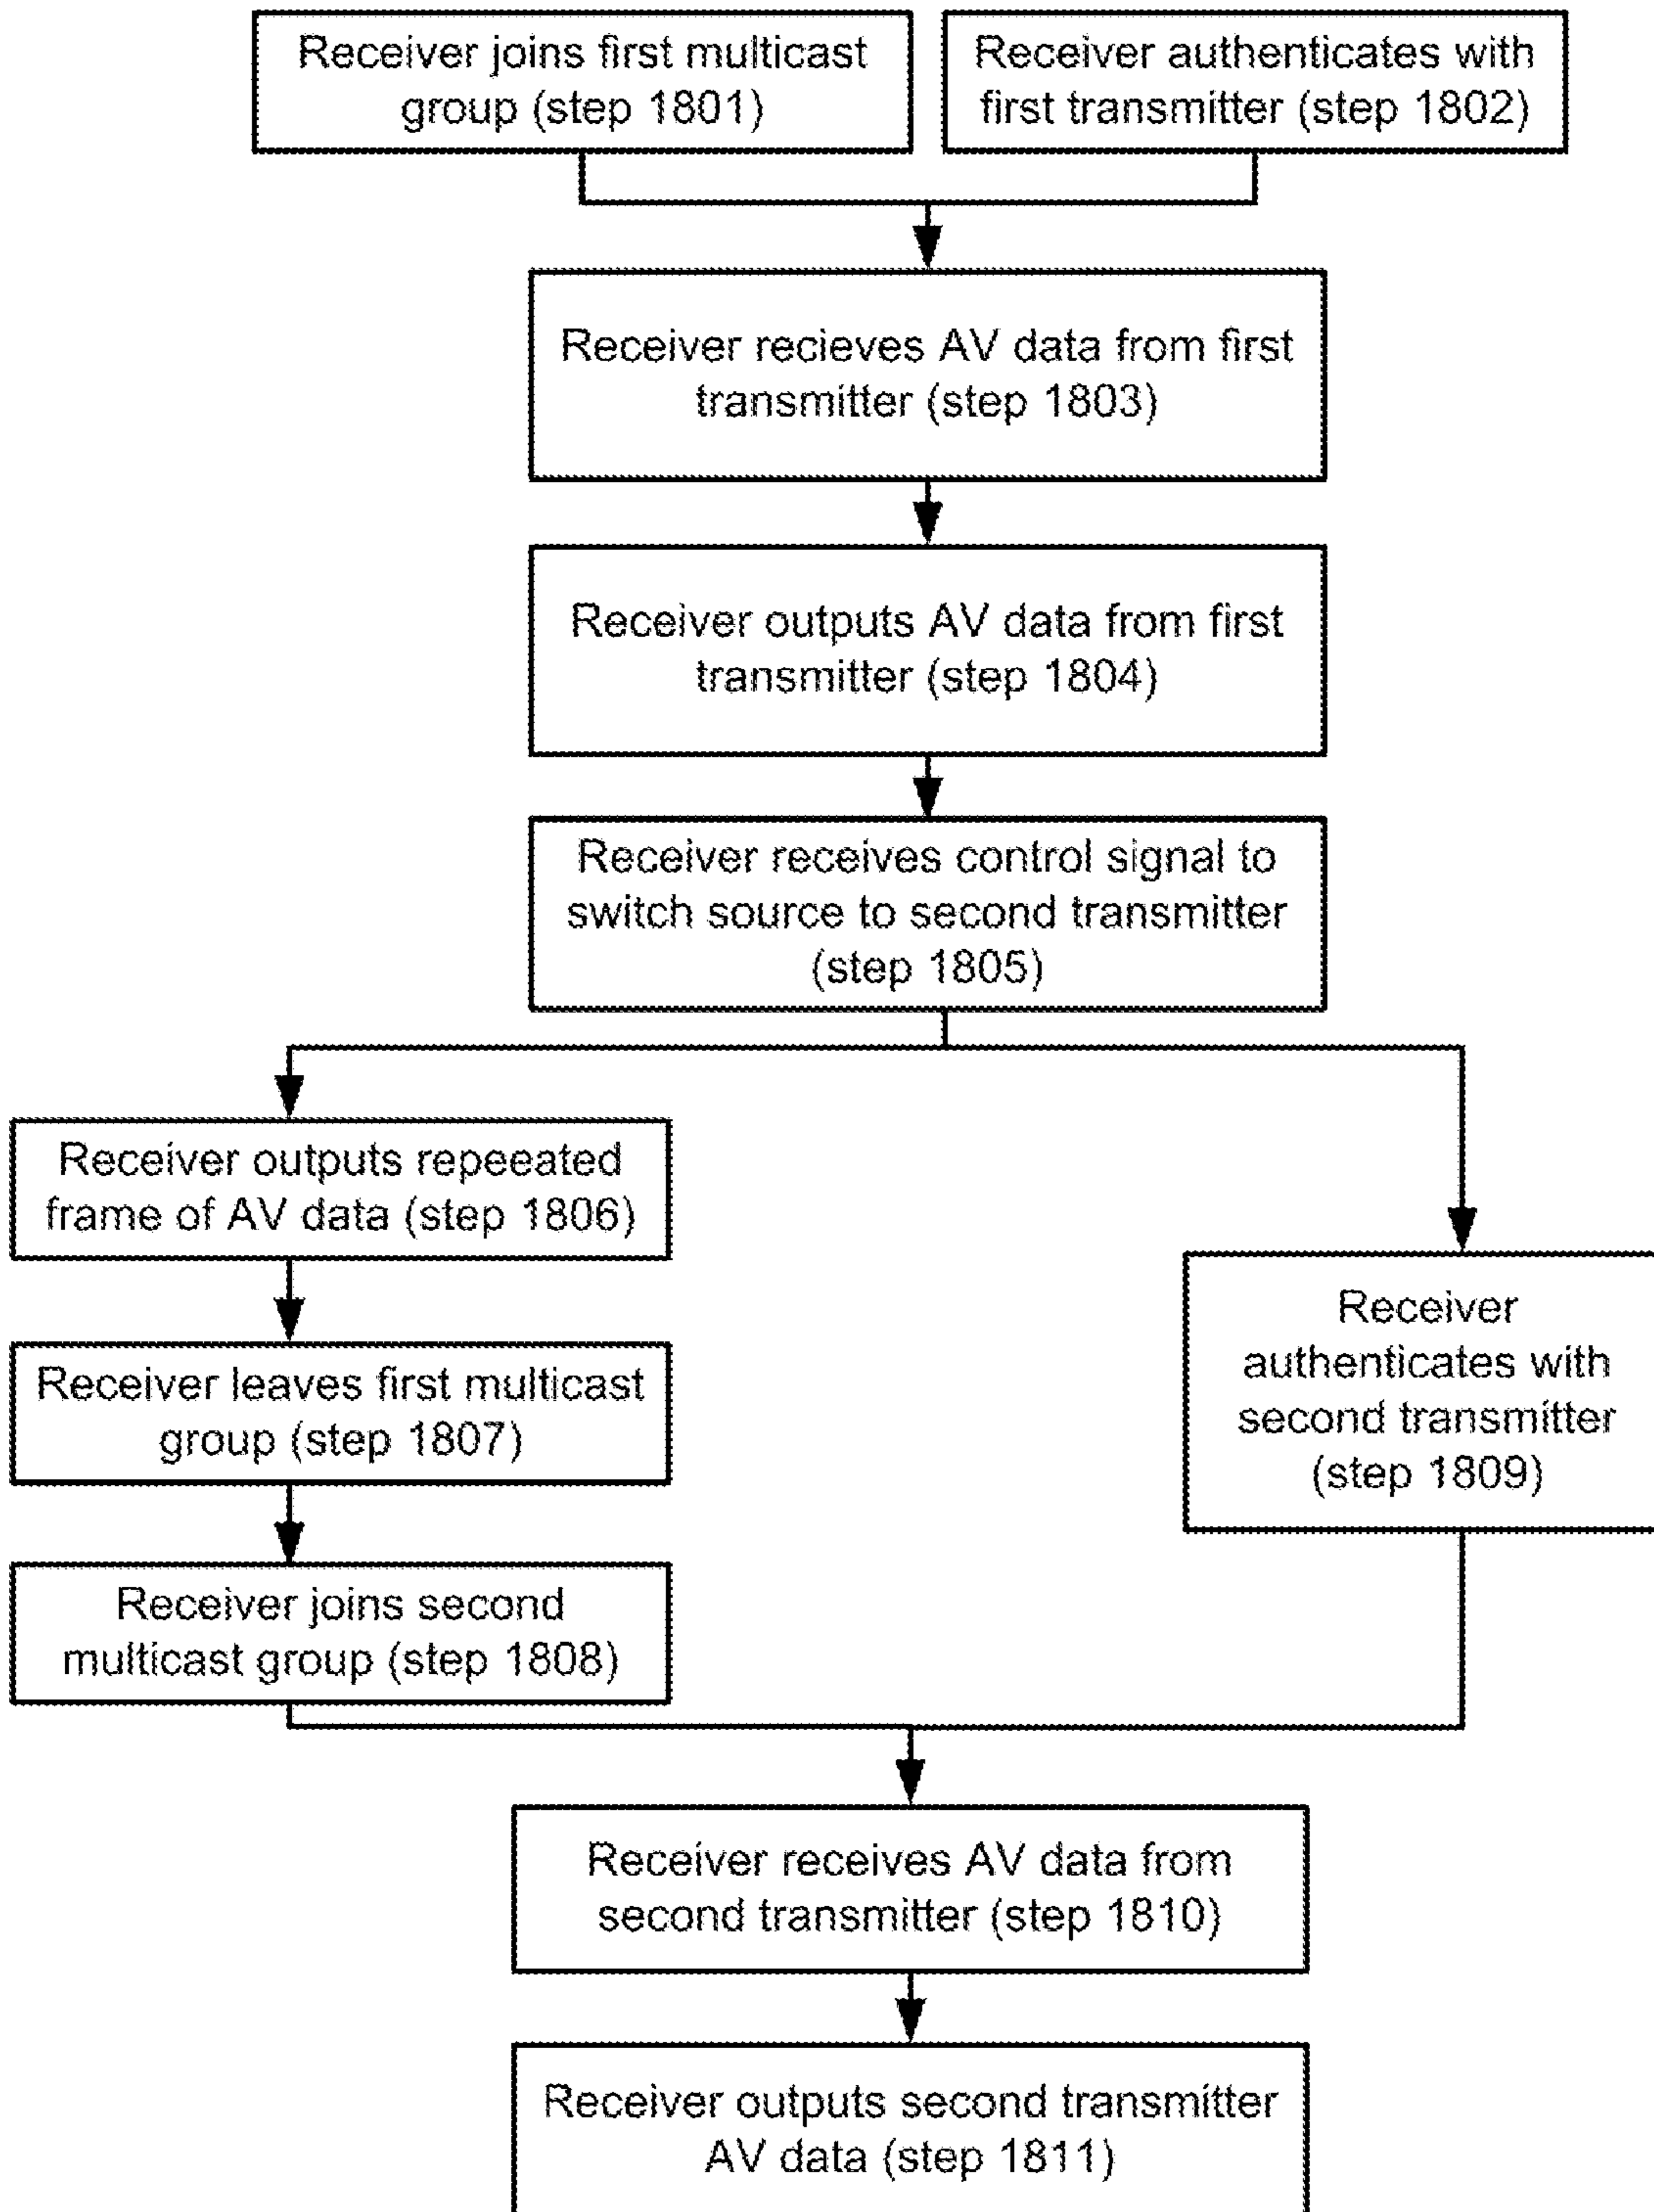 Receiver joins first multicast
group (step 1801)
Receiver authenticates with
first transmitter (step 1802)
Receiver recieves AV data from first
transmitter (step 1803)
Receiver outputs AV data from first
transmitter (step 1804)
Receiver receives control signal to
switch source to second transmitter
(step 1805)
Receiver outputs repeeated
frame of AV data (step 1806)
Receiver leaves first multicast
group (step 1807)
Receiver joins second
multicast group (step 1808)
Receiver
authenticates with
second transmitter
(step 1809)
Receiver receives AV data from
second transmitter (step 1810)
Receiver outputs second transmitter
AV data (step 1811)